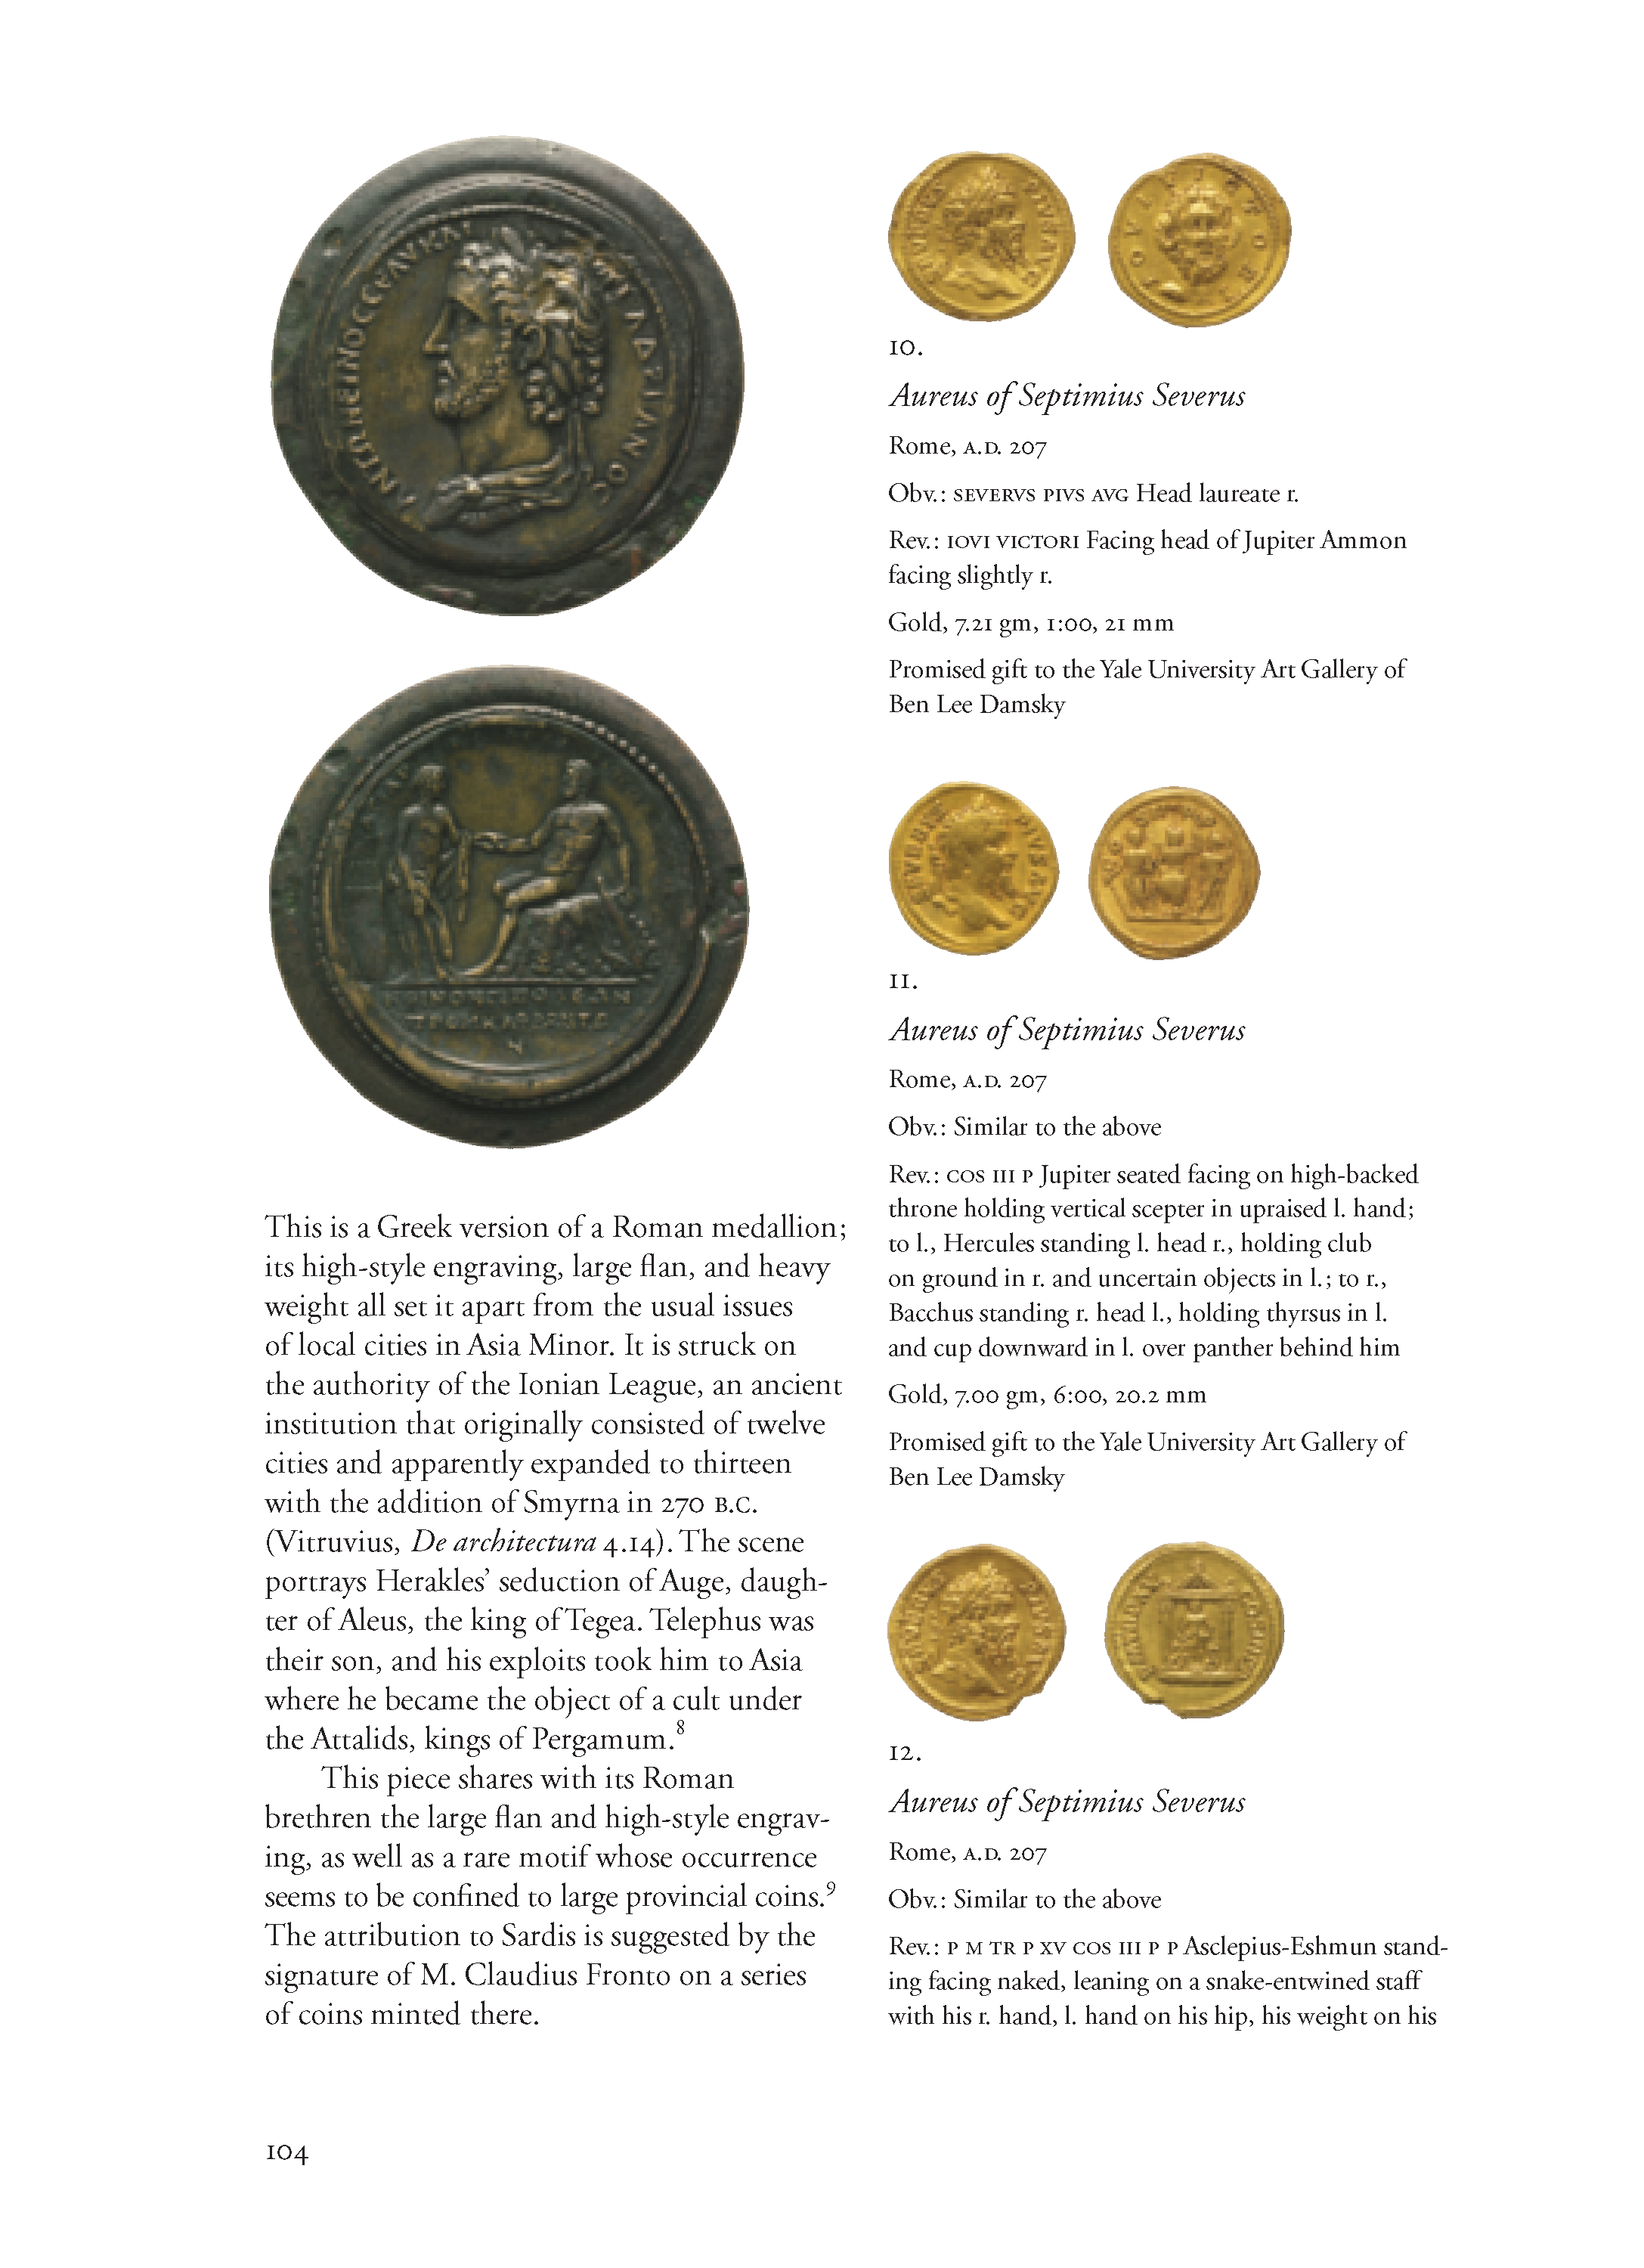 This is a Greek version of a Roman medallion;
its high-style engraving, large flan, and heavy
weight all set it apart from the usual issues
of local cities in Asia Minor. It is struck on
the authority of the Ionian League, an ancient
institution that originally consisted of twelve
cities and apparently expanded to thirteen
with the addition of Smyrna in 270 B.C.
(Vitruvius, De architectura 4.14). The scene
portrays Herakles’ seduction of Auge, daugh-
ter of Aleus, the king of Tegea. Telephus was
their son, and his exploits took him to Asia
where he became the object of a cult under
the Attalids, kings of Pergamum.8
This piece shares with its Roman
brethren the large flan and high-style engrav-
ing, as well as a rare motif whose occurrence
seems to be confined to large provincial coins.9
The attribution to Sardis is suggested by the
signature of M. Claudius Fronto on a series
of coins minted there.
10.
Aureus of Septimius Severus
Rome, A.D. 207
Obv.: SEVERVS PIVS AVG Head laureate r.
Rev.: IOVI VICTORI Facing head of Jupiter Ammon
facing slightly r.
Gold, 7.21 gm, 1:00, 21 mm
Promised gift to the Yale University Art Gallery of
Ben Lee Damsky
11.
Aureus of Septimius Severus
Rome, A.D. 207
Obv.: Similar to the above
Rev.: COS III P Jupiter seated facing on high-backed
throne holding vertical scepter in upraised l. hand;
to l., Hercules standing l. head r., holding club
on ground in r. and uncertain objects in l.; to r.,
Bacchus standing r. head l., holding thyrsus in l.
and cup downward in l. over panther behind him
Gold, 7.00 gm, 6:00, 20.2 mm
Promised gift to the Yale University Art Gallery of
Ben Lee Damsky
12.
Aureus of Septimius Severus
Rome, A.D. 207
Obv.: Similar to the above
Rev.: P M TR P XV COS III P P Asclepius-Eshmun stand-
ing facing naked, leaning on a snake-entwined staff
with his r. hand, l. hand on his hip, his weight on his
104